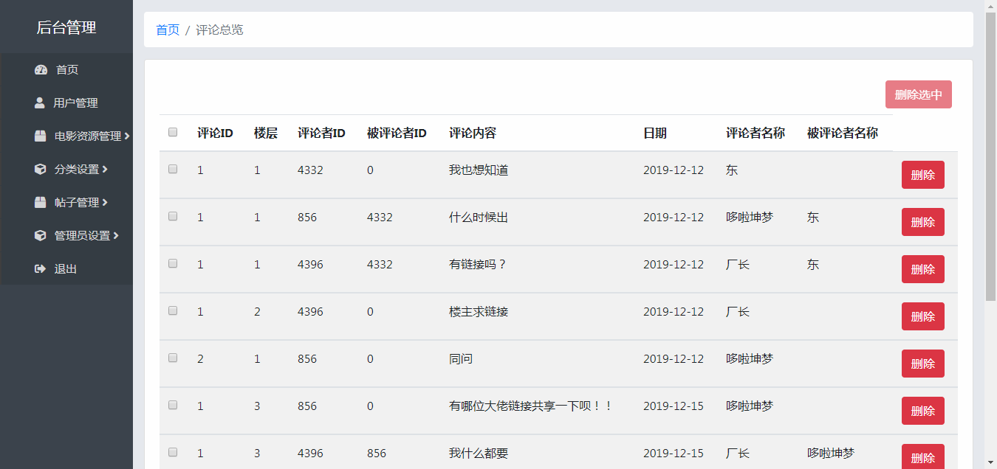 后台管理
首页
用户管理
电影资源管理
分类设置
帖子管理
管理员设置
退出
首页 / 评论总览
删除选中
评论ID 楼层 评论者ID 被评论者ID 评论内容 日期 评论者名称 被评论者名称
1 1 4332 0 我也想知道 2019-12-12 东 删除
1 1 856 4332 什么时候出 2019-12-12 哆啦坤梦 东 删除
1 1 4396 4332 有链接吗？ 2019-12-12 厂长 东 删除
1 2 4396 0 楼主求链接 2019-12-12 厂长 删除
2 1 856 0 同问 2019-12-12 哆啦坤梦 删除
1 3 856 0 有哪位大佬链接共享一下呗！！ 2019-12-15 哆啦坤梦 删除
1 3 4396 856 我什么都要 2019-12-15 厂长 哆啦坤梦 删除